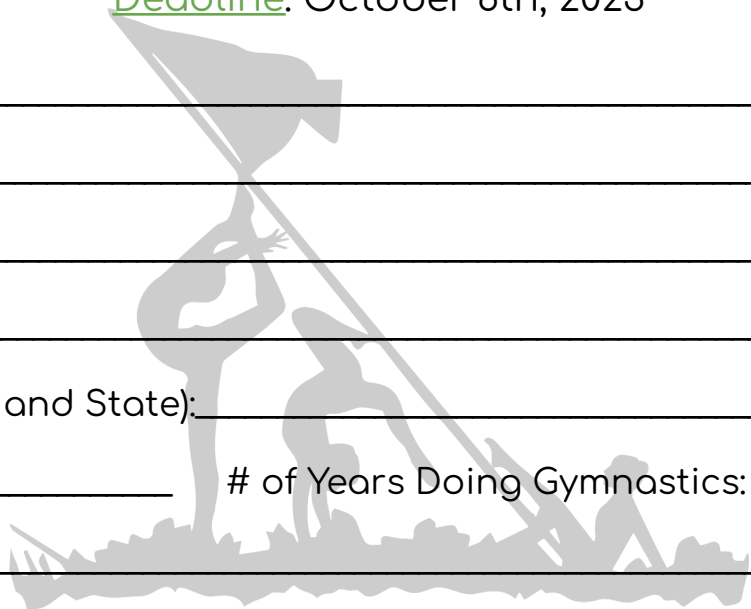 Deadline: October 6th, 2023
and State):
# of Years Doing Gymnastics: